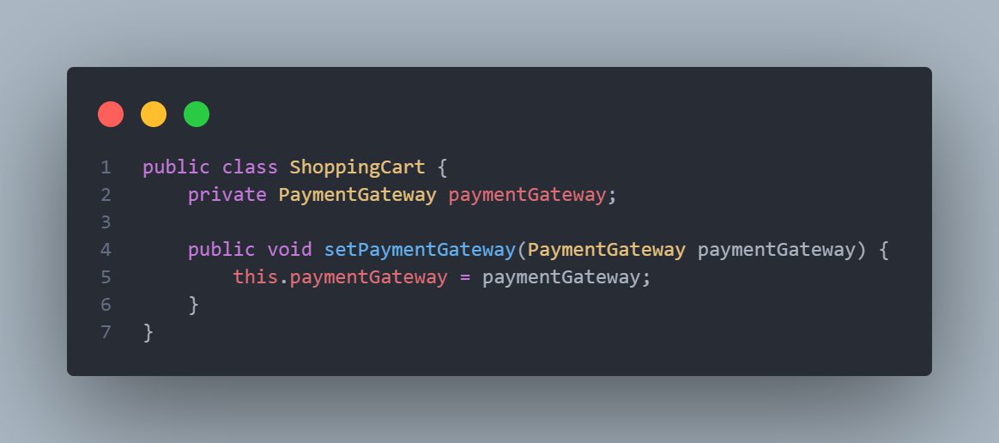 1 public class ShoppingCart {
2     private PaymentGateway paymentGateway;
3
4     public void setPaymentGateway(PaymentGateway paymentGateway) {
5         this.paymentGateway = paymentGateway;
6     }
7 }